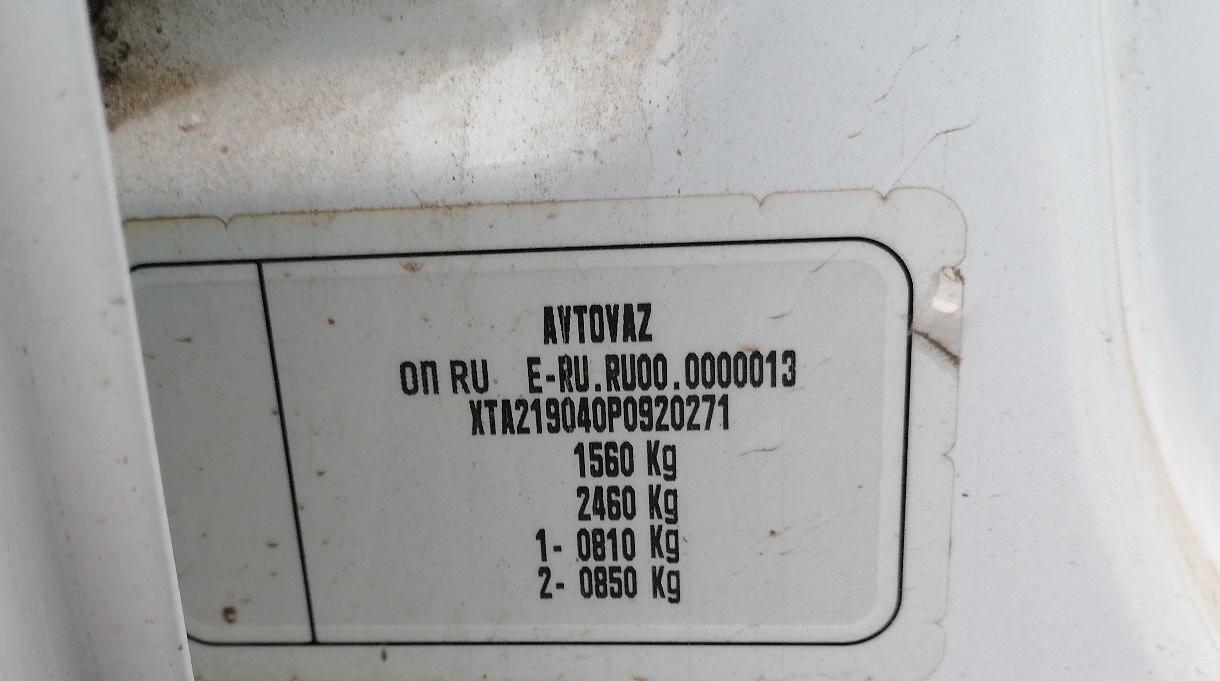 AVTOVAZ
ОП RU E-RU.RU00.0000013
XTA219040P0920271
1560 Kg
2460 Kg
1- 0810 Kg
2- 0850 Kg